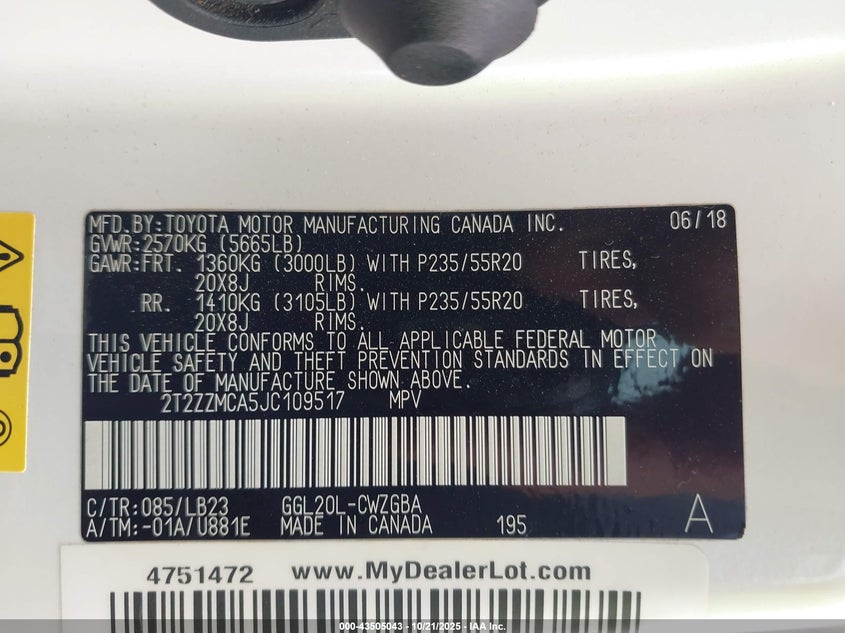 MFD.BY:TOYOTA MOTOR MANUFACTURING CANADA INC. 06/18
GVWR:2570KG (5665LB)
GAWR:FRT. 1360KG (3000LB) WITH P235/55R20 TIRES,
20X8J RIMS.
RR. 1410KG (3105LB) WITH P235/55R20 TIRES,
20X8J RIMS.
THIS VEHICLE CONFORMS TO ALL APPLICABLE FEDERAL MOTOR
VEHICLE SAFETY AND THEFT PREVENTION STANDARDS IN EFFECT ON
THE DATE OF MANUFACTURE SHOWN ABOVE.
2T2ZZMCA5JC109517 MPV
C/TR:085/LB23 GGL20L-CWZGBA
A/TM:-01A/U881E MADE IN CANADA 195 A
4751472 www.MyDealerLot.com
000-43505043 - 10/21/2025 - IAA Inc.